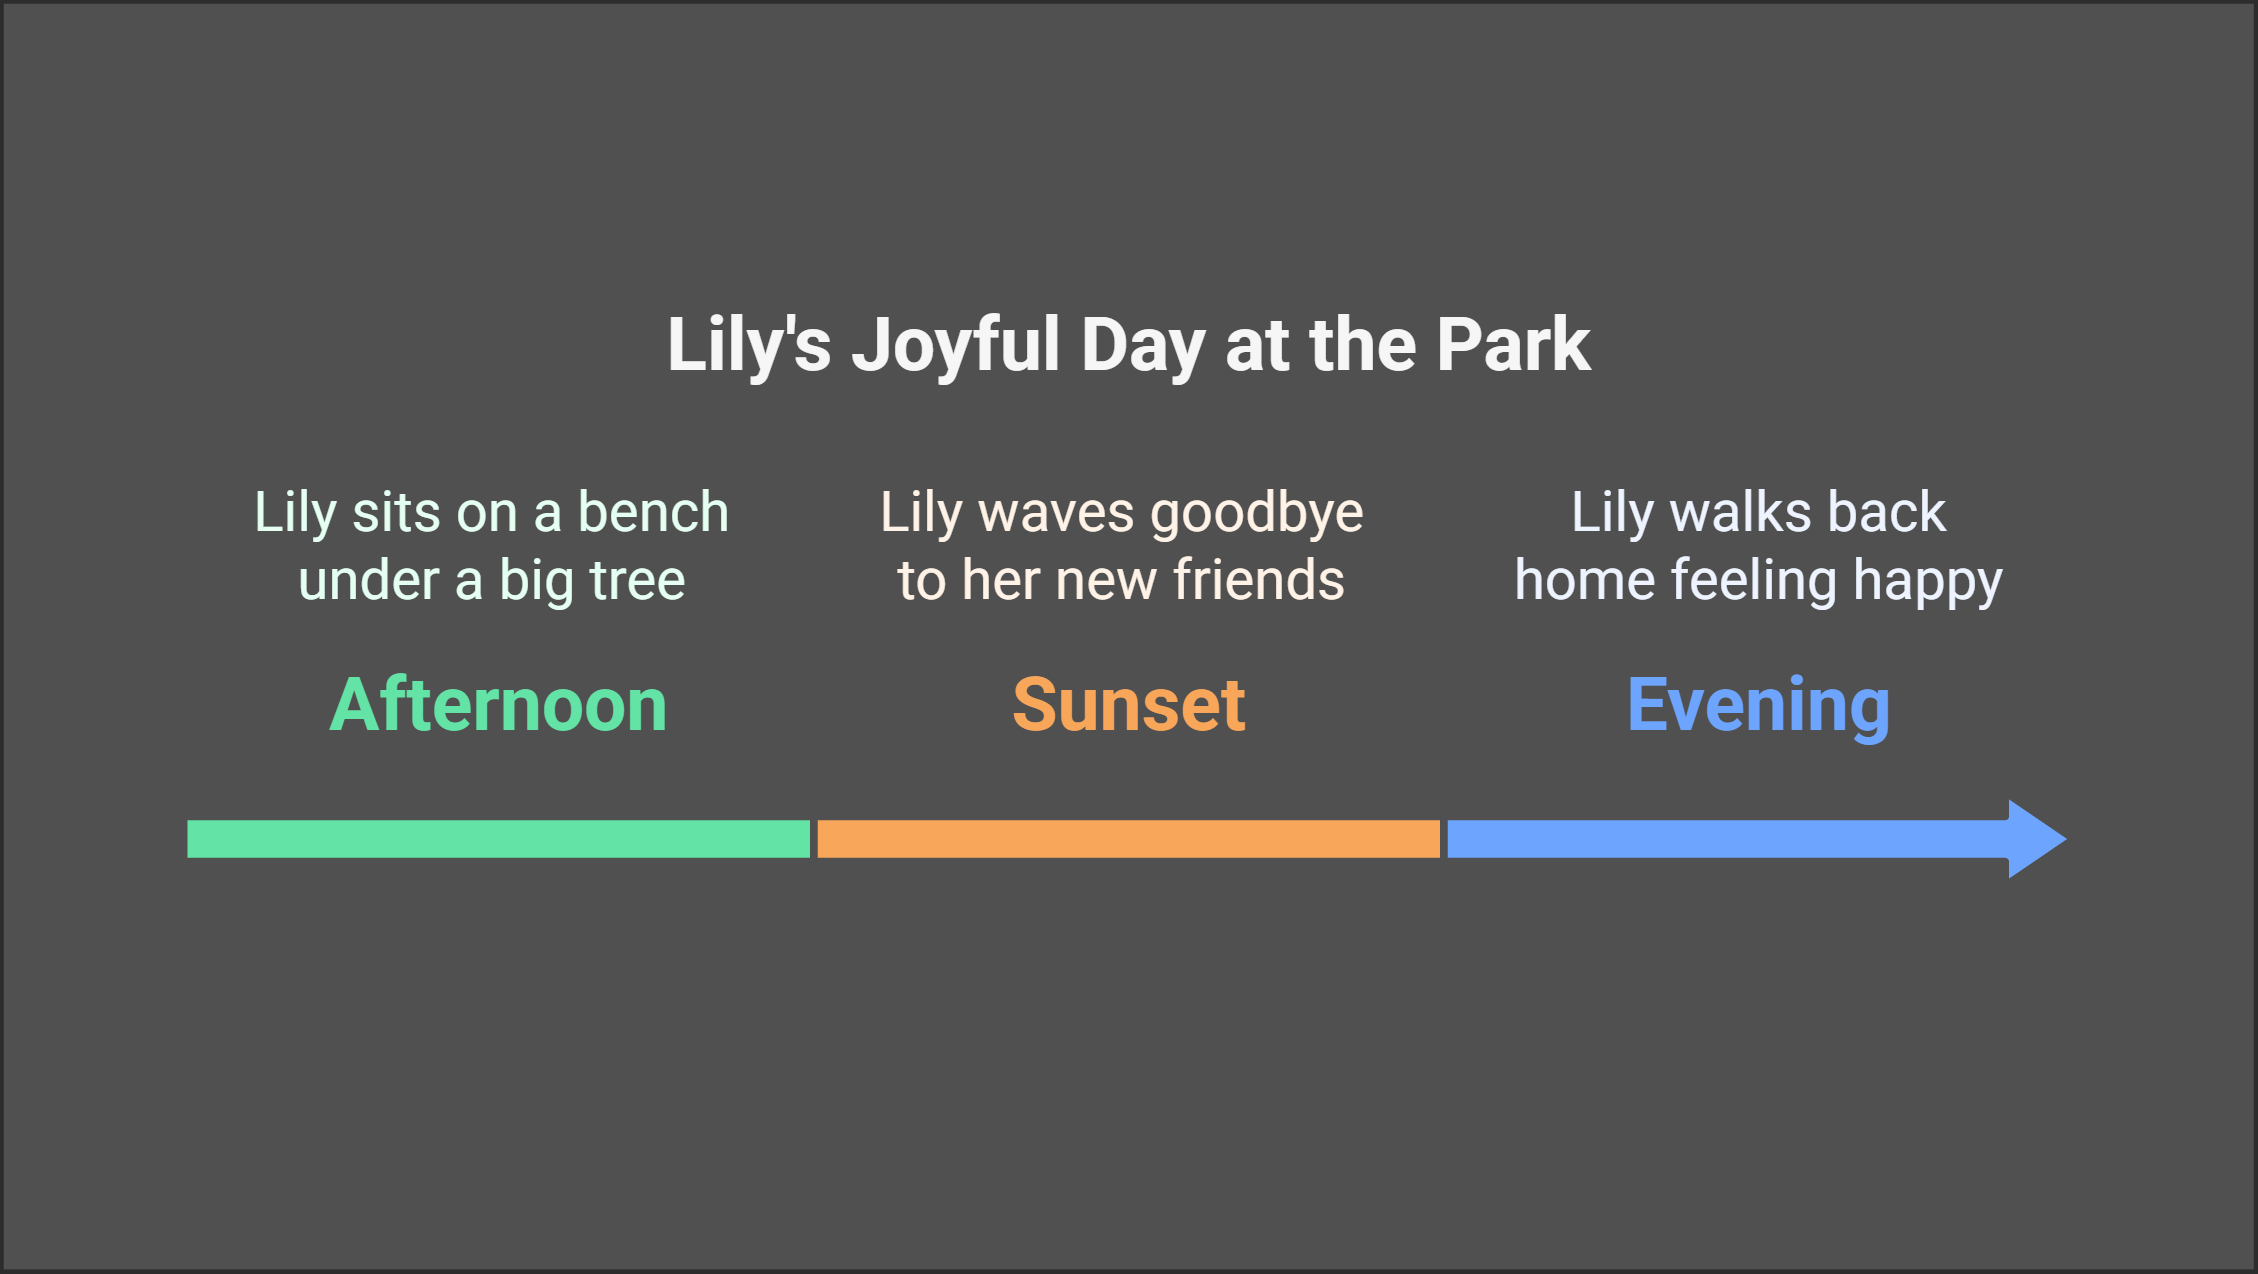 Lily's Joyful Day at the Park
Lily sits on a bench
under a big tree
Afternoon
Lily waves goodbye
to her new friends
Sunset
Lily walks back
home feeling happy
Evening